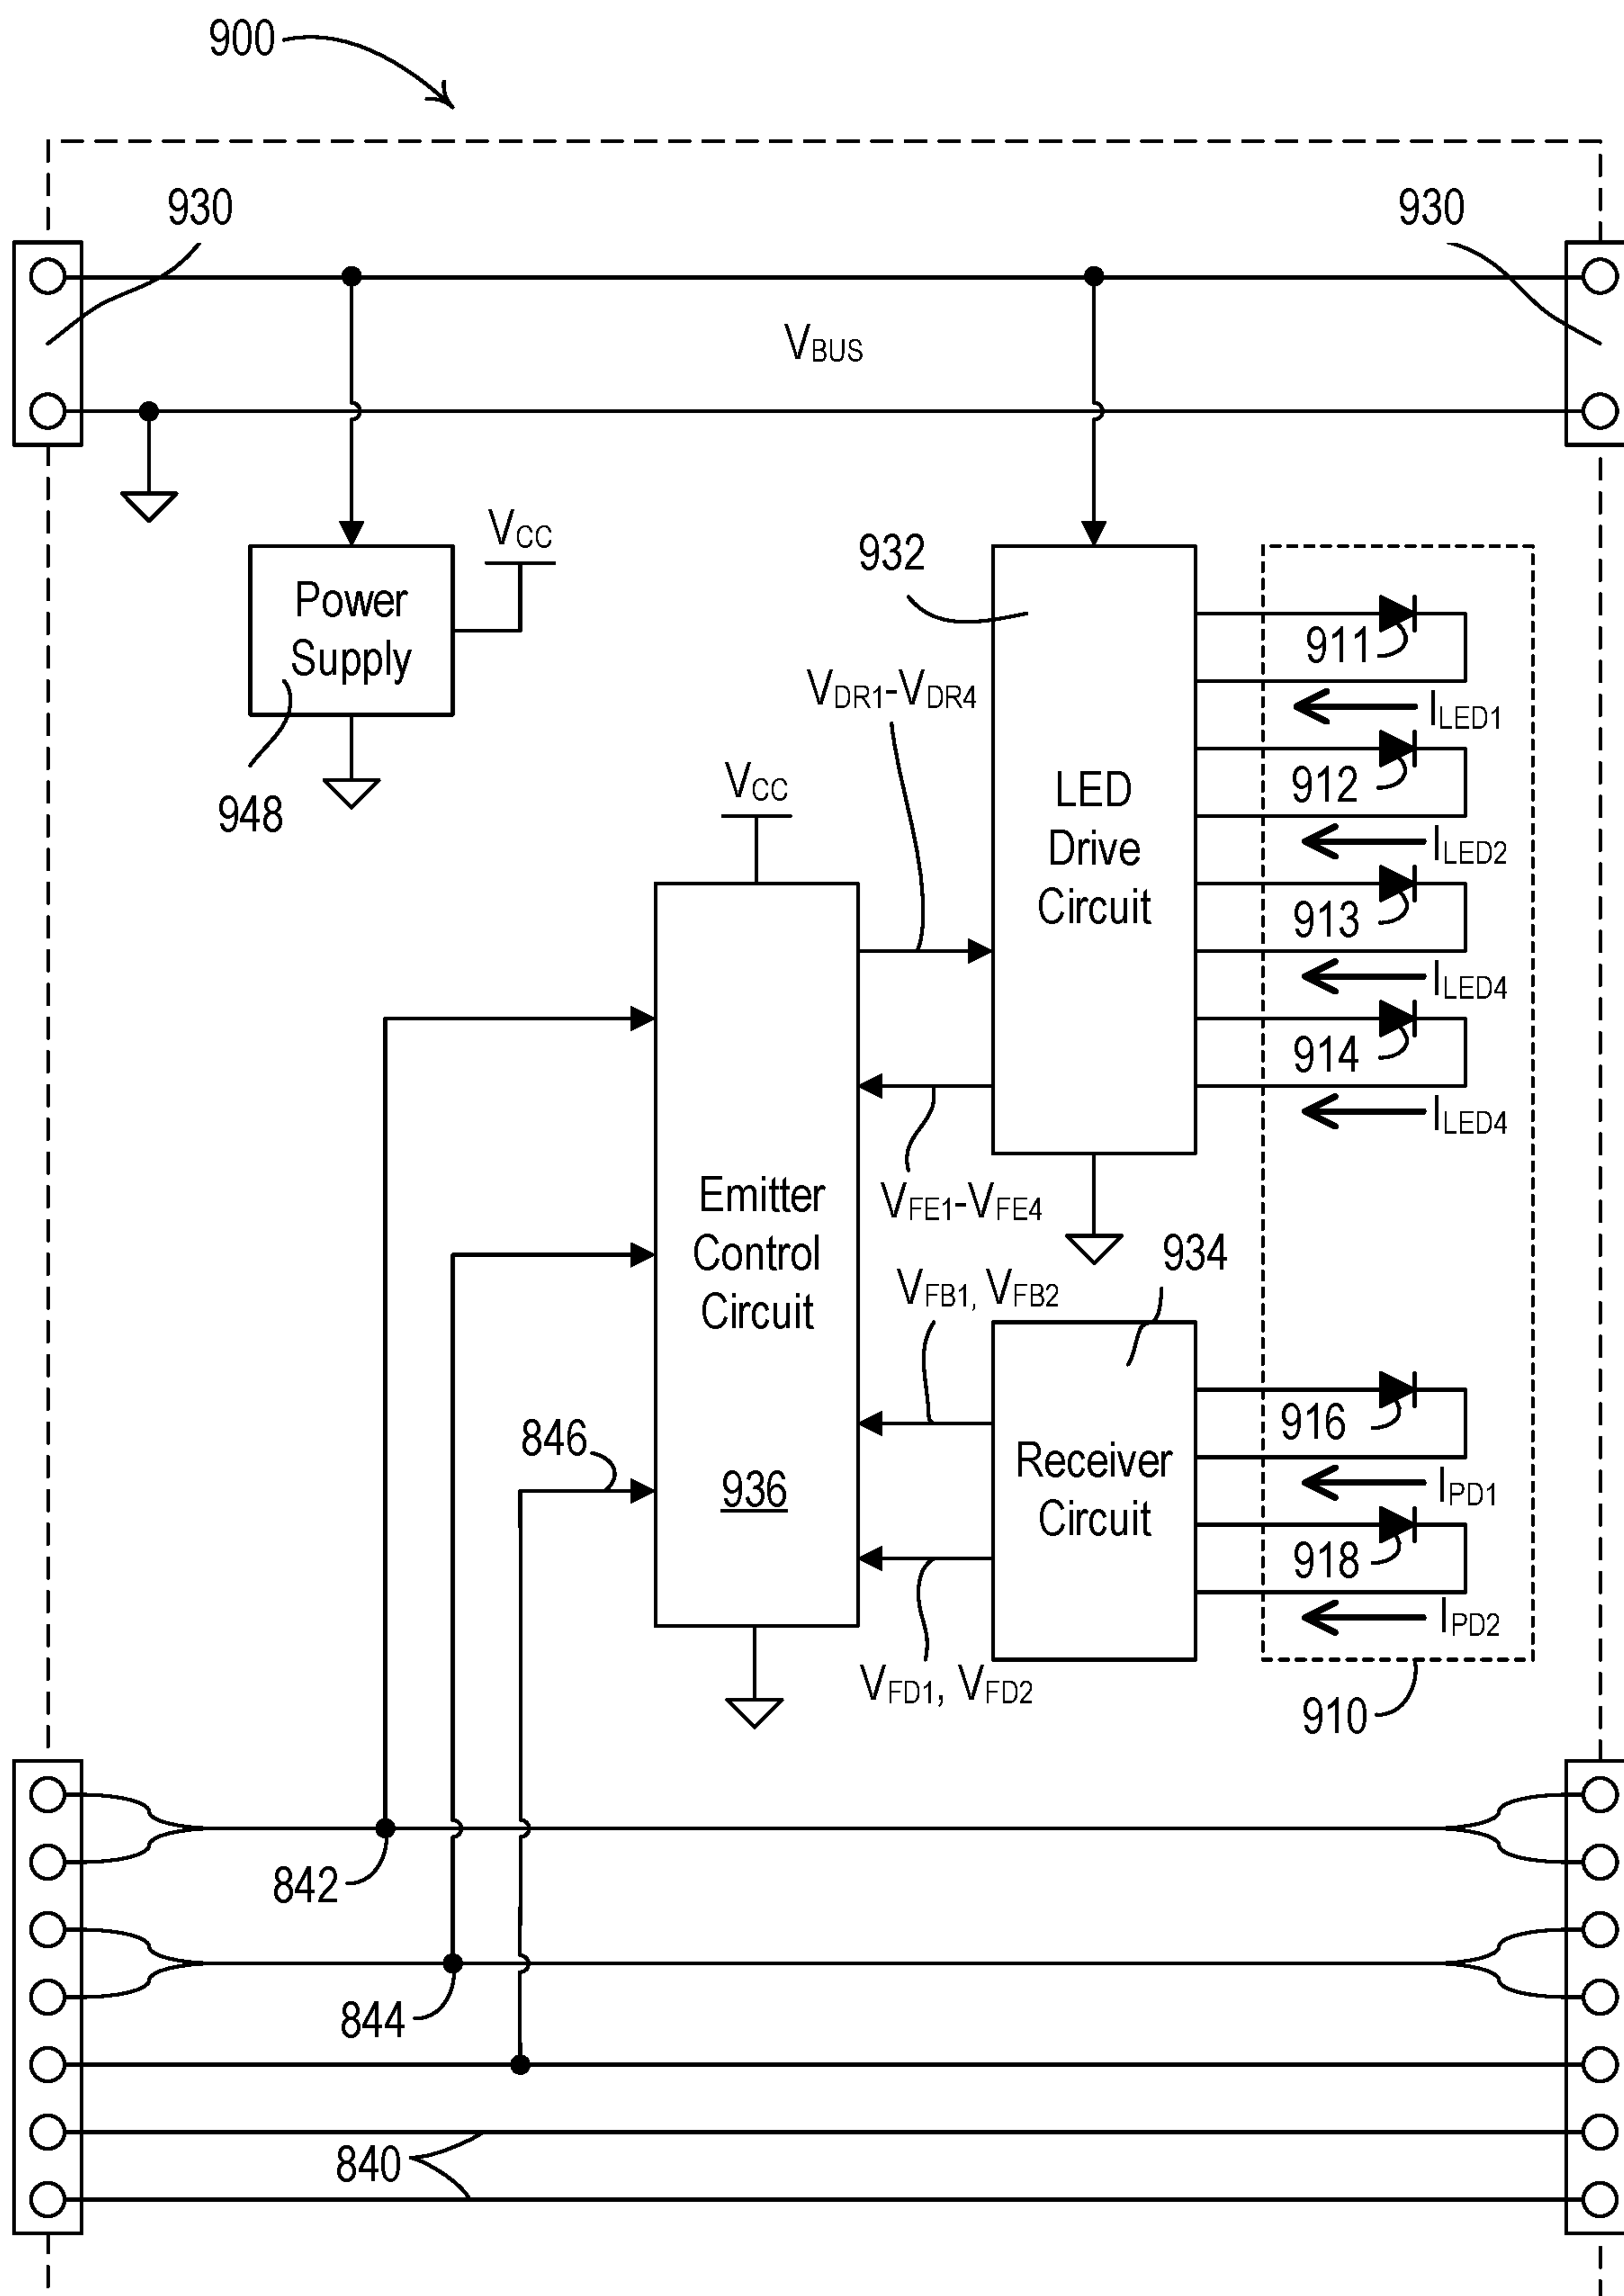 900
930
930
VBUS
VCC
932
Power
Supply
911
VDR1-VDR4
ILED1
948
VCC
LED
Drive
Circuit
912
ILED2
913
ILED4
914
ILED4
VFE1-VFE4
Emitter
Control
Circuit
934
VFB1, VFB2
916
846
936
Receiver
Circuit
IPD1
918
IPD2
VFD1, VFD2
910
842
844
840